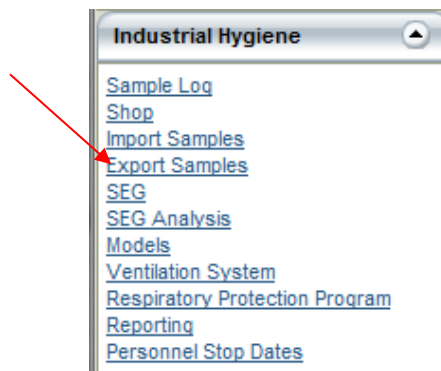 Industrial Hygiene
Sample Log
Shop
Import Samples
Export Samples
SEG
SEG Analysis
Models
Ventilation System
Respiratory Protection Program
Reporting
Personnel Stop Dates